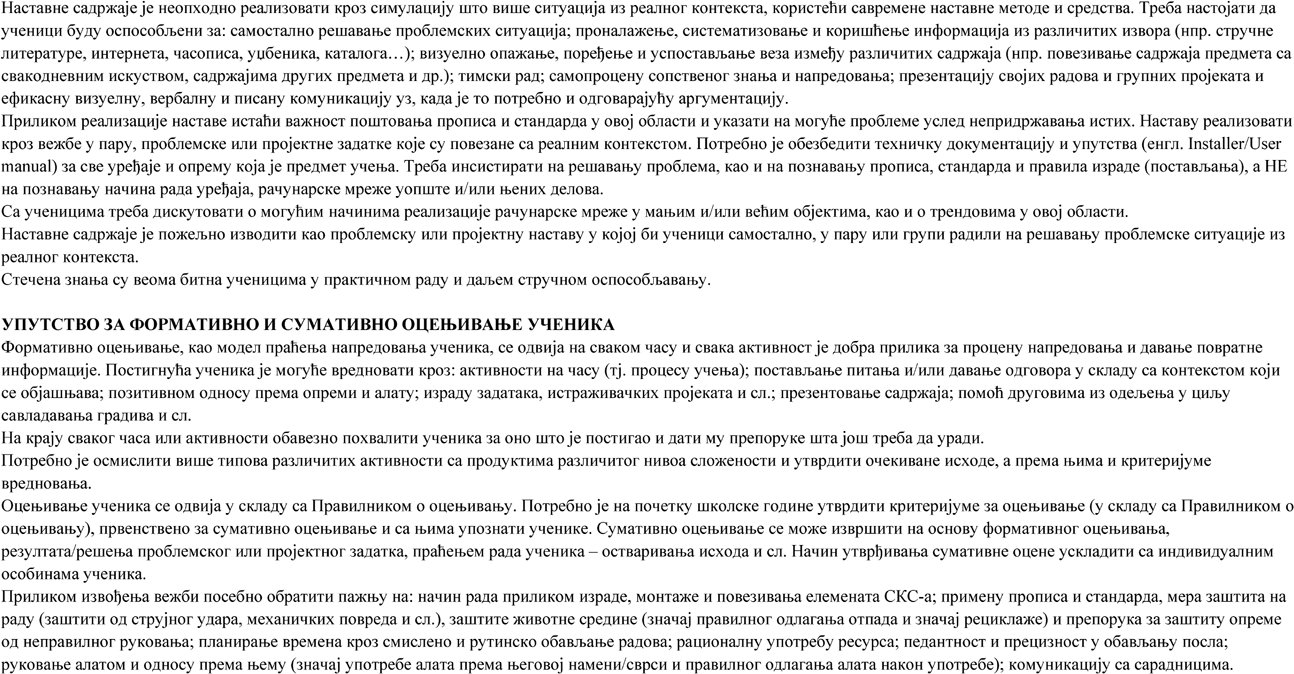 Наставне садржаје је неопходно реализовати кроз симулацију што више ситуација из реалног контекста, користећи савремене наставне методе и средства. Треба настојати да
ученици буду оспособљени за: самостално решавање проблемских ситуација; проналажење, систематизовање и коришћење информација из различитих извора (нпр. стручне
литературе, интернета, часописа, уџбеника, каталога…); визуелно опажање, поређење и успостављање веза између различитих садржаја (нпр. повезивање садржаја предмета са
свакодневним искуством, садржајима других предмета и др.); тимски рад; самопроцену сопственог знања и напредовања; презентацију својих радова и групних пројеката и
ефикасну визуелну, вербалну и писану комуникацију уз, када је то потребно и одговарајућу аргументацију.
Приликом реализације наставе истаћи важност поштовања прописа и стандарда у овој области и указати на могуће проблеме услед непридржавања истих. Наставу реализовати
кроз вежбе у пару, проблемске или пројектне задатке које су повезане са реалним контекстом. Потребно је обезбедити техничку документацију и упутства (енгл. Installer/User
manual) за све уређаје и опрему која је предмет учења. Треба инсистирати на решавању проблема, као и на познавању прописа, стандарда и правила израде (постављања), а НЕ
на познавању начина рада уређаја, рачунарске мреже уопште и/или њених делова.
Са ученицима треба дискутовати о могућим начинима реализације рачунарске мреже у мањим и/или већим објектима, као и о трендовима у овој области.
Наставне садржаје је пожељно изводити као проблемску или пројектну наставу у којој би ученици самостално, у пару или групи радили на решавању проблемске ситуације из
реалног контекста.
Стечена знања су веома битна ученицима у практичном раду и даљем стручном оспособљавању.
УПУТСТВО ЗА ФОРМАТИВНО И СУМАТИВНО ОЦЕЊИВАЊЕ УЧЕНИКА
Формативно оцењивање, као модел праћења напредовања ученика, се одвија на сваком часу и свака активност је добра прилика за процену напредовања и давање повратне
информације. Постигнућа ученика је могуће вредновати кроз: активности на часу (тј. процесу учења); постављање питања и/или давање одговора у складу са контекстом који
се објашњава; позитивном односу према опреми и алату; израду задатака, истраживачких пројеката и сл.; презентовање садржаја; помоћ друговима из одељења у циљу
савладавања градива и сл.
На крају сваког часа или активности обавезно похвалити ученика за оно што је постигао и дати му препоруке шта још треба да уради.
Потребно је осмислити више типова различитих активности са продуктима различитог нивоа сложености и утврдити очекиване исходе, а према њима и критеријуме
вредновања.
Оцењивање ученика се одвија у складу са Правилником о оцењивању. Потребно је на почетку школске године утврдити критеријуме за оцењивање (у складу са Правилником о
оцењивању), првенствено за сумативно оцењивање и са њима упознати ученике. Сумативно оцењивање се може извршити на основу формативног оцењивања,
резултата/решења проблемског или пројектног задатка, праћењем рада ученика – остваривања исхода и сл. Начин утврђивања сумативне оцене ускладити са индивидуалним
особинама ученика.
Приликом извођења вежби посебно обратити пажњу на: начин рада приликом израде, монтаже и повезивања елемената СКС-а; примену прописа и стандарда, мера заштита на
раду (заштити од струјног удара, механичких повреда и сл.), заштите животне средине (значај правилног одлагања отпада и значај рециклаже) и препорука за заштиту опреме
од неправилног руковања; планирање времена кроз смислено и рутинско обављање радова; рационалну употребу ресурса; педантност и прецизност у обављању посла;
руковање алатом и односу према њему (значај употребе алата према његовој намени/сврси и правилног одлагања алата након употребе); комуникацију са сарадницима.